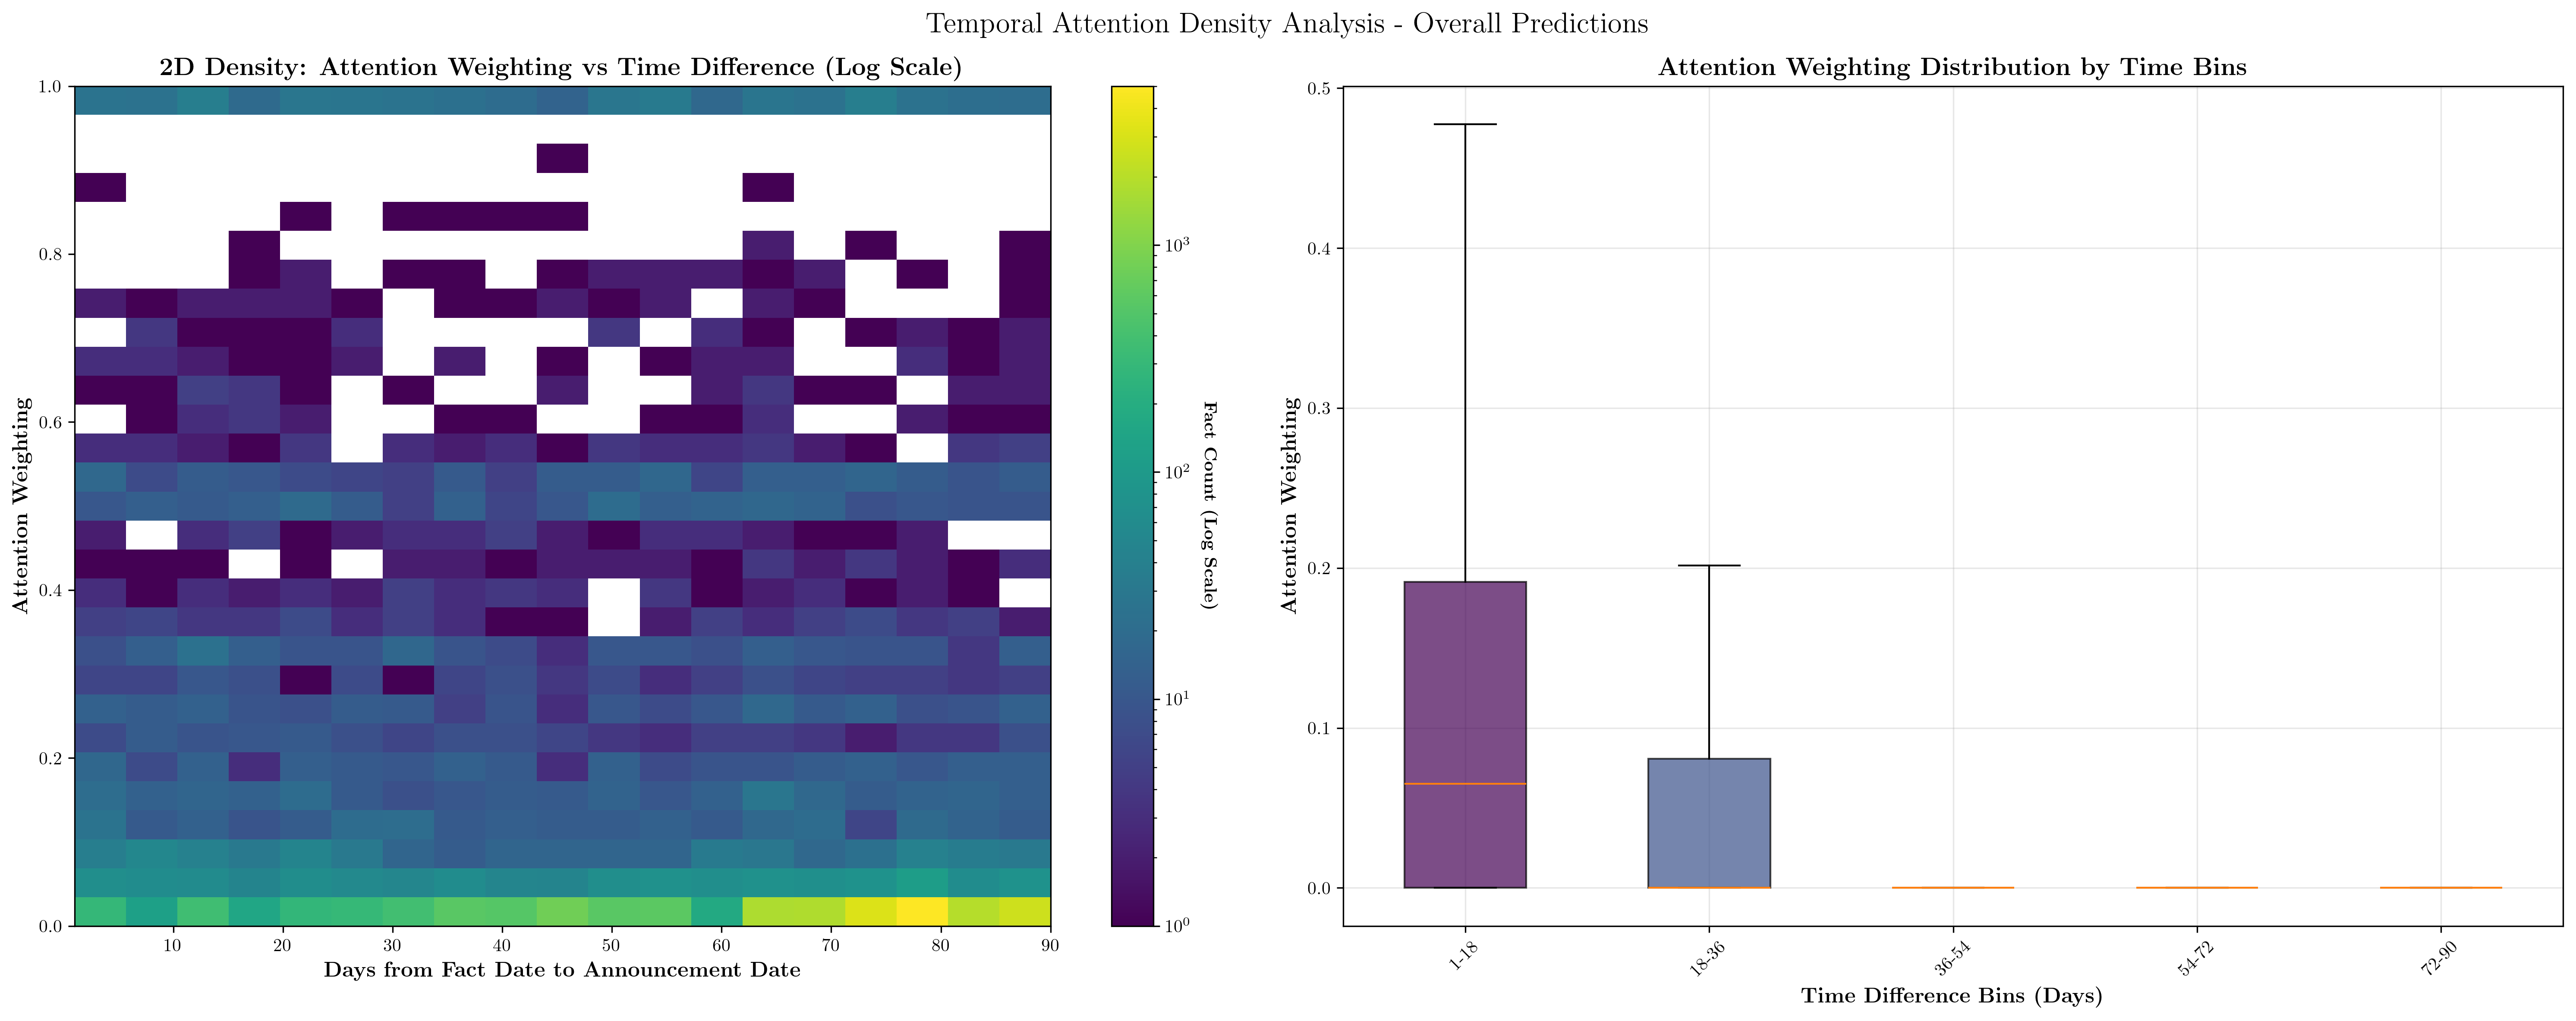 Temporal Attention Density Analysis - Overall Predictions
2D Density: Attention Weighting vs Time Difference (Log Scale)
1.0
0.8
0.6
0.4
0.2
0.0
Attention Weighting
10 20 30 40 50 60 70 80 90
Days from Fact Date to Announcement Date
10³
10²
10¹
10⁰
Fact Count (Log Scale)
Attention Weighting Distribution by Time Bins
0.5
0.4
0.3
0.2
0.1
0.0
Attention Weighting
1-18 18-36 36-54 54-72 72-90
Time Difference Bins (Days)